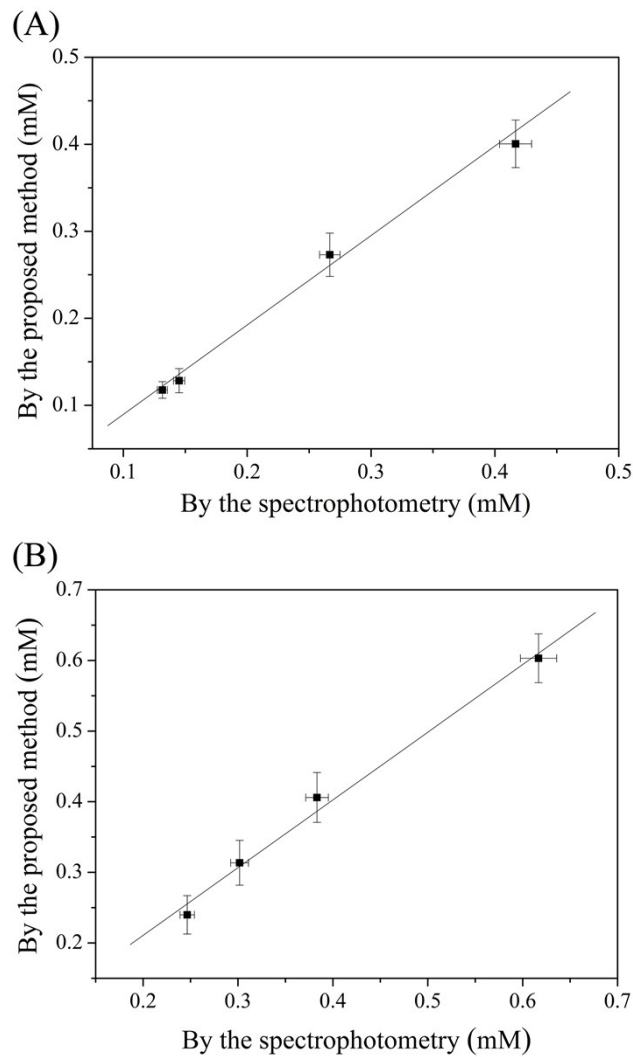 (A)
0.5
0.4
0.3
0.2
0.1
By the proposed method (mM)
0.1 0.2 0.3 0.4 0.5
By the spectrophotometry (mM)
(B)
0.7
0.6
0.5
0.4
0.3
0.2
By the proposed method (mM)
0.2 0.3 0.4 0.5 0.6 0.7
By the spectrophotometry (mM)